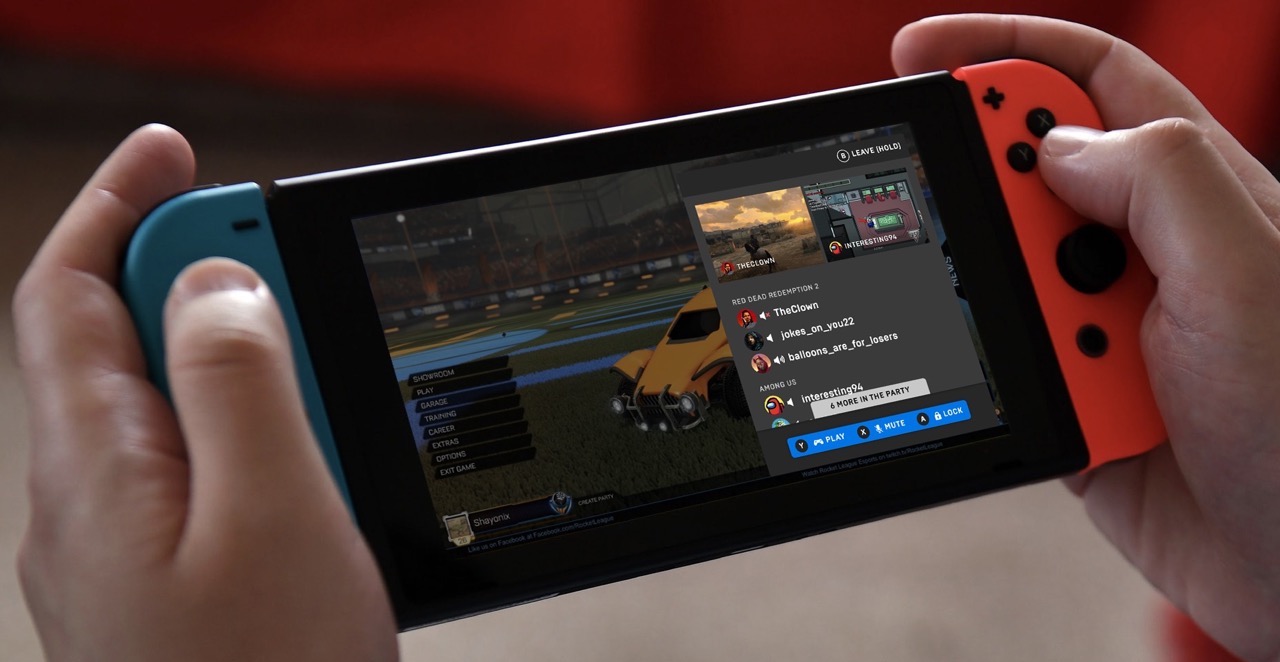 B LEAVE (HOLD)
THECLOWN
INTERESTING94
NEWS
RED DEAD REDEMPTION 2
TheClown
jokes_on_you22
balloons_are_for_losers
AMONG US
interesting94
6 MORE IN THE PARTY
Y PLAY X MUTE A LOCK
SHOWROOM
PLAY
GARAGE
TRAINING
CAREER
EXTRAS
OPTIONS
EXIT GAME
Shayonix
CREATE PARTY
Like us on Facebook at Facebook.com/RocketLeague
Watch Rocket League Esports on twitch.tv/RocketLeague
X
Y